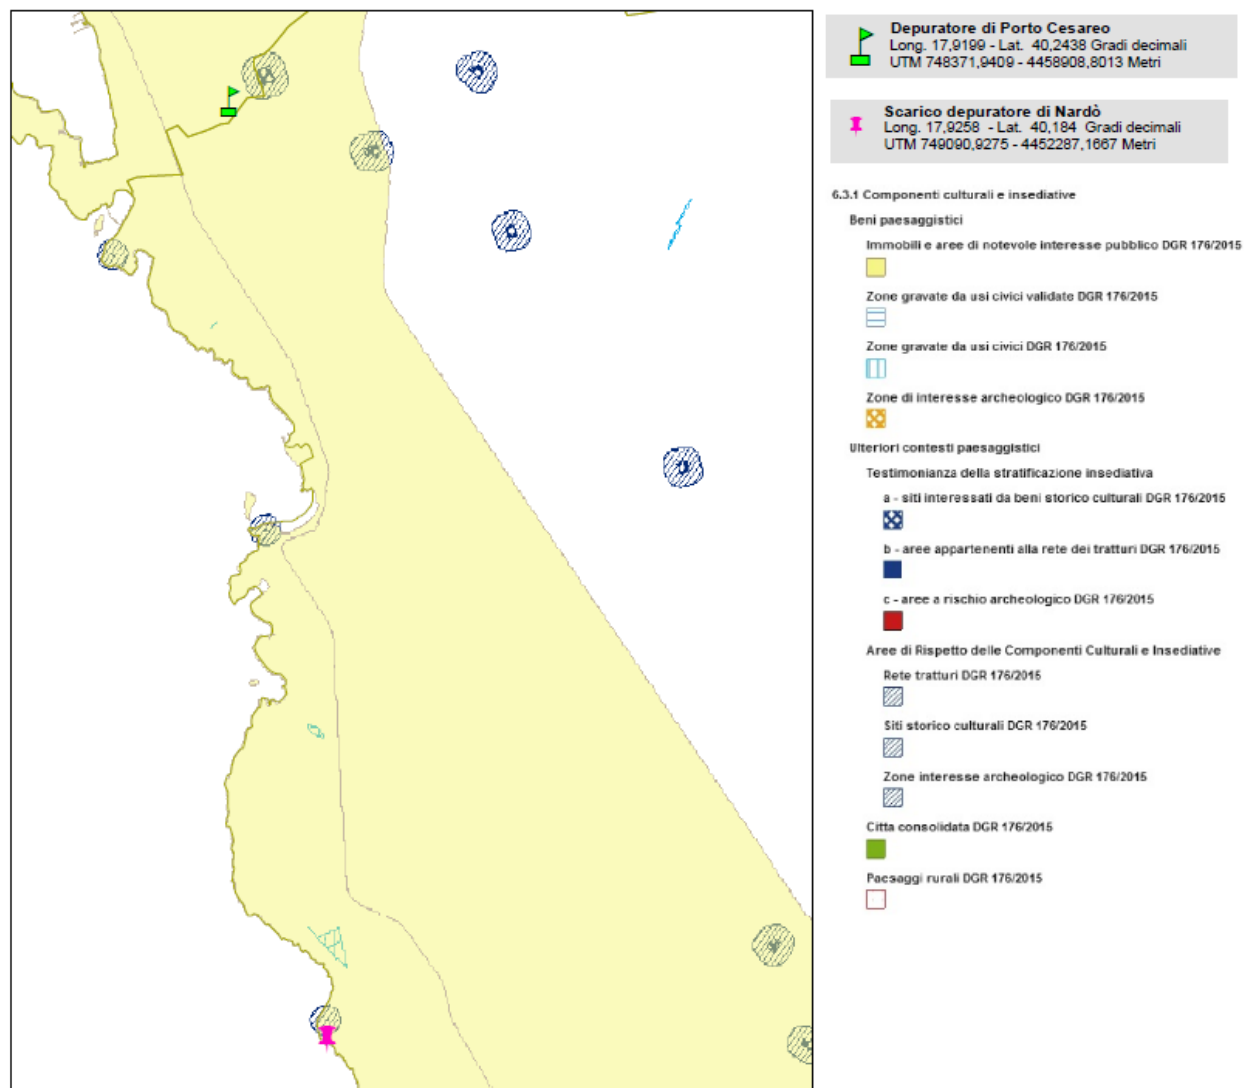 Depuratore di Porto Cesareo
Long. 17,9199 - Lat. 40,2438 Gradi decimali
UTM 748371,9409 - 4458908,8013 Metri
Scarico depuratore di Nardò
Long. 17,9258 - Lat. 40,184 Gradi decimali
UTM 749090,9275 - 4452287,1667 Metri
6.3.1 Componenti culturali e insediative
Beni paesaggistici
Immobili e aree di notevole interesse pubblico DGR 176/2015
Zone gravate da usi civici validate DGR 176/2015
Zone gravate da usi civici DGR 176/2015
Zone di interesse archeologico DGR 176/2015
Ulteriori contesti paesaggistici
Testimonianza della stratificazione insediativa
a - siti interessati da beni storico culturali DGR 176/2015
b - aree appartenenti alla rete dei tratturi DGR 176/2015
c - aree a rischio archeologico DGR 176/2015
Aree di Rispetto delle Componenti Culturali e Insediative
Rete tratturi DGR 176/2015
Siti storico culturali DGR 176/2015
Zone interesse archeologico DGR 176/2015
Citta consolidata DGR 176/2015
Paesaggi rurali DGR 176/2015